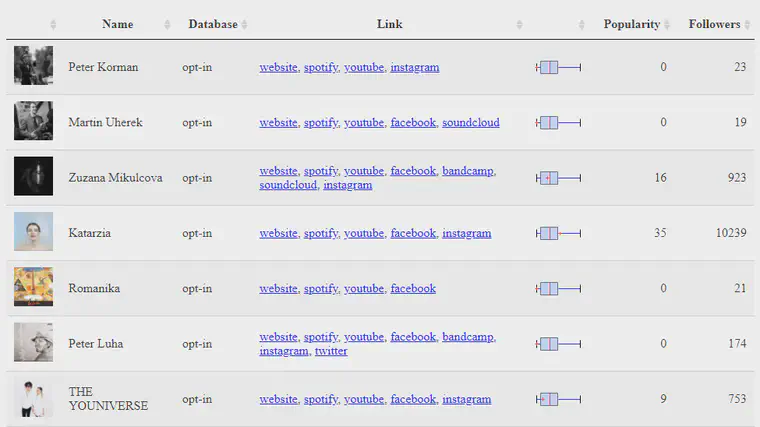 Name Database Link Popularity Followers
Peter Korman opt-in website, spotify, youtube, instagram 0 23
Martin Uherek opt-in website, spotify, youtube, facebook, soundcloud 0 19
Zuzana Mikulcova opt-in website, spotify, youtube, facebook, bandcamp, 16 923
soundcloud, instagram
Katarzia opt-in website, spotify, youtube, facebook, instagram 35 10239
Romanika opt-in website, spotify, youtube, facebook 0 21
Peter Luha opt-in website, spotify, youtube, facebook, bandcamp, 0 174
instagram, twitter
THE
YOUNIVERSE opt-in website, spotify, youtube, facebook, instagram 9 753